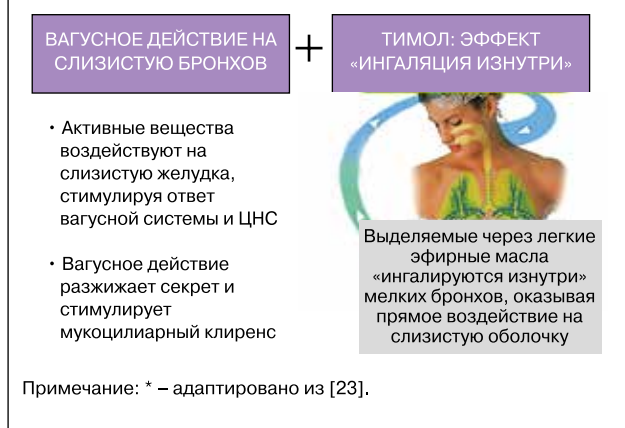 ВАГУСНОЕ ДЕЙСТВИЕ НА
СЛИЗИСТУЮ БРОНХОВ
+
ТИМОЛ: ЭФФЕКТ
«ИНГАЛЯЦИЯ ИЗНУТРИ»
• Активные вещества
воздействуют на
слизистую желудка,
стимулируя ответ
вагусной системы и ЦНС
• Вагусное действие
разжижает секрет и
стимулирует
мукоцилиарный клиренс
Выделяемые через легкие
эфирные масла
«ингалируются изнутри»
мелких бронхов, оказывая
прямое воздействие на
слизистую оболочку
Примечание: * – адаптировано из [23].